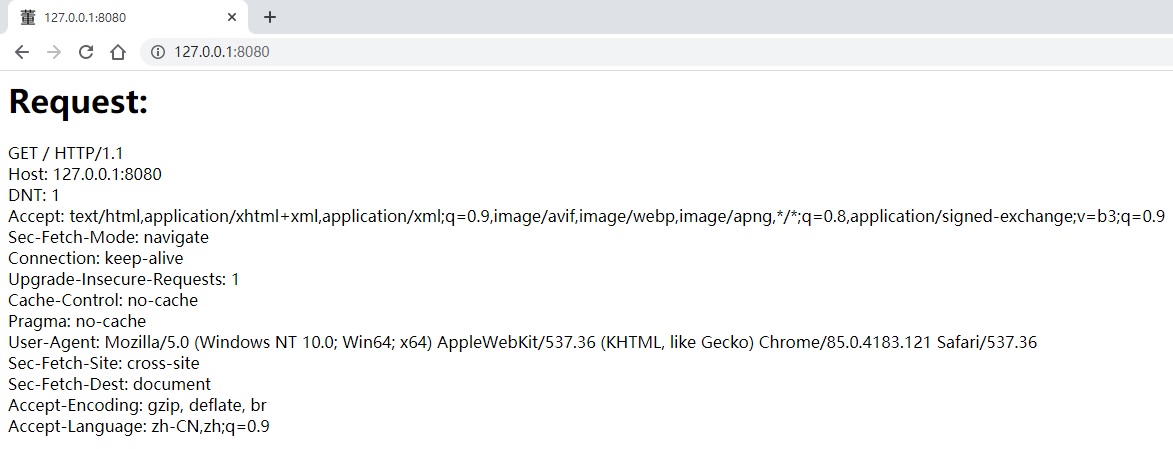 董 127.0.0.1:8080
127.0.0.1:8080
Request:
GET / HTTP/1.1
Host: 127.0.0.1:8080
DNT: 1
Accept: text/html,application/xhtml+xml,application/xml;q=0.9,image/avif,image/webp,image/apng,*/*;q=0.8,application/signed-exchange;v=b3;q=0.9
Sec-Fetch-Mode: navigate
Connection: keep-alive
Upgrade-Insecure-Requests: 1
Cache-Control: no-cache
Pragma: no-cache
User-Agent: Mozilla/5.0 (Windows NT 10.0; Win64; x64) AppleWebKit/537.36 (KHTML, like Gecko) Chrome/85.0.4183.121 Safari/537.36
Sec-Fetch-Site: cross-site
Sec-Fetch-Dest: document
Accept-Encoding: gzip, deflate, br
Accept-Language: zh-CN,zh;q=0.9